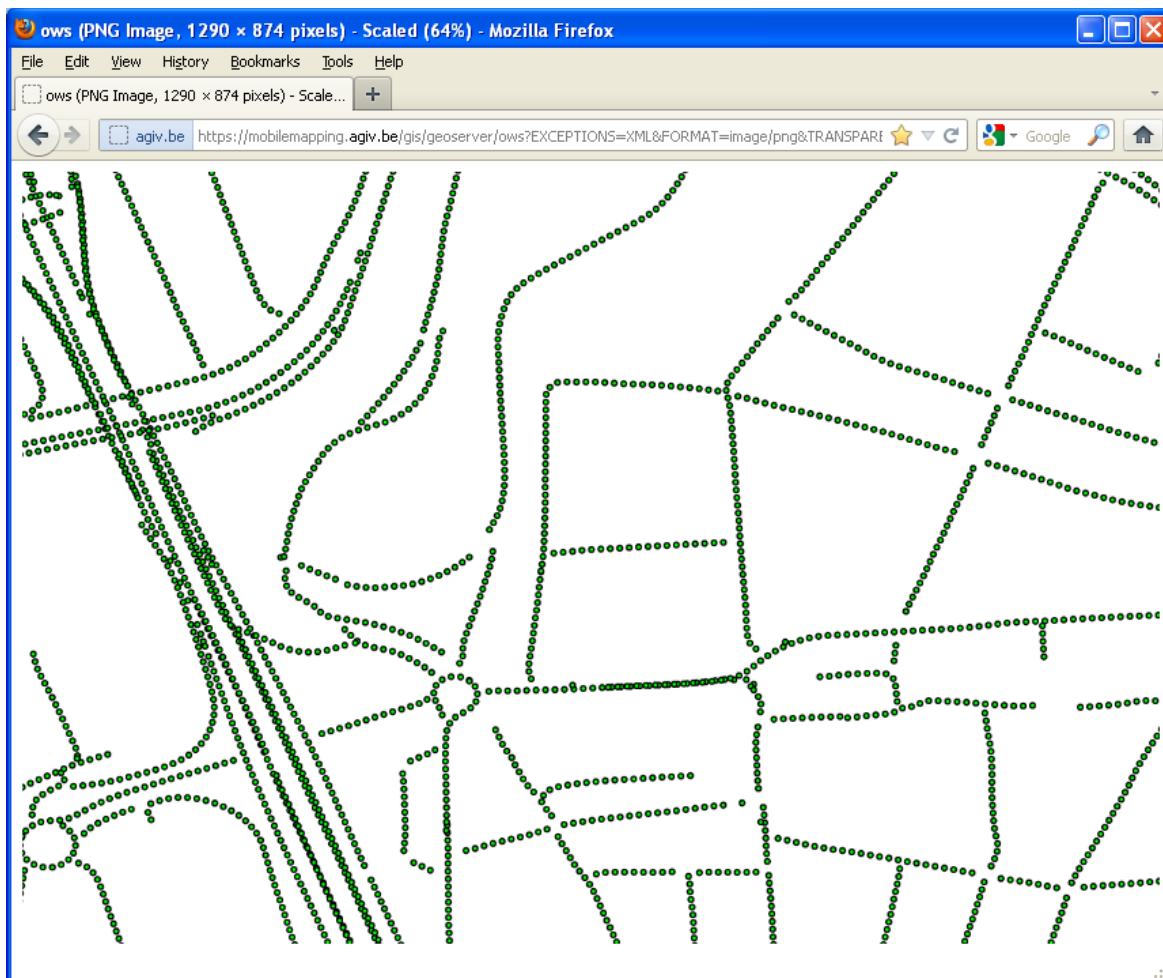 ows (PNG Image, 1290 × 874 pixels) - Scaled (64%) - Mozilla Firefox
File Edit View History Bookmarks Tools Help
ows (PNG Image, 1290 × 874 pixels) - Scale...
agiv.be https://mobilemapping.agiv.be/gis/geoserver/ows?EXCEPTIONS=XML&FORMAT=image/png&TRANSPARE Google